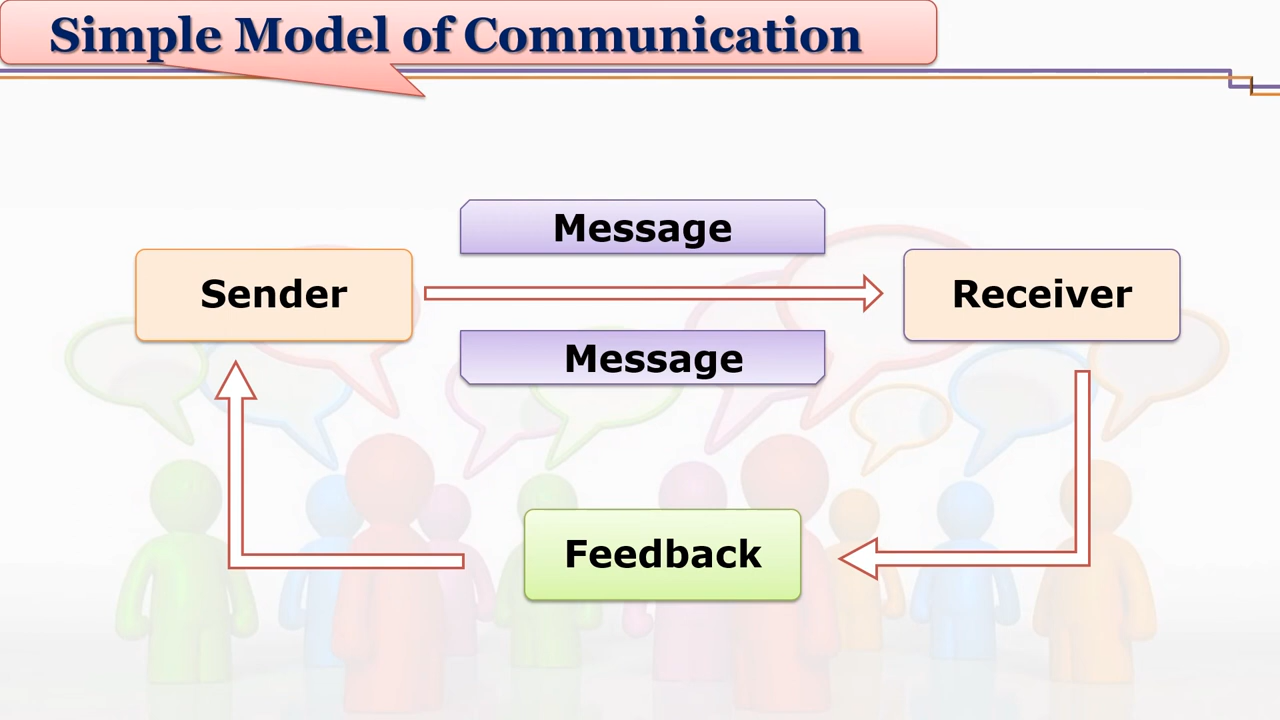 Simple Model of Communication
Message
Sender
Receiver
Message
Feedback